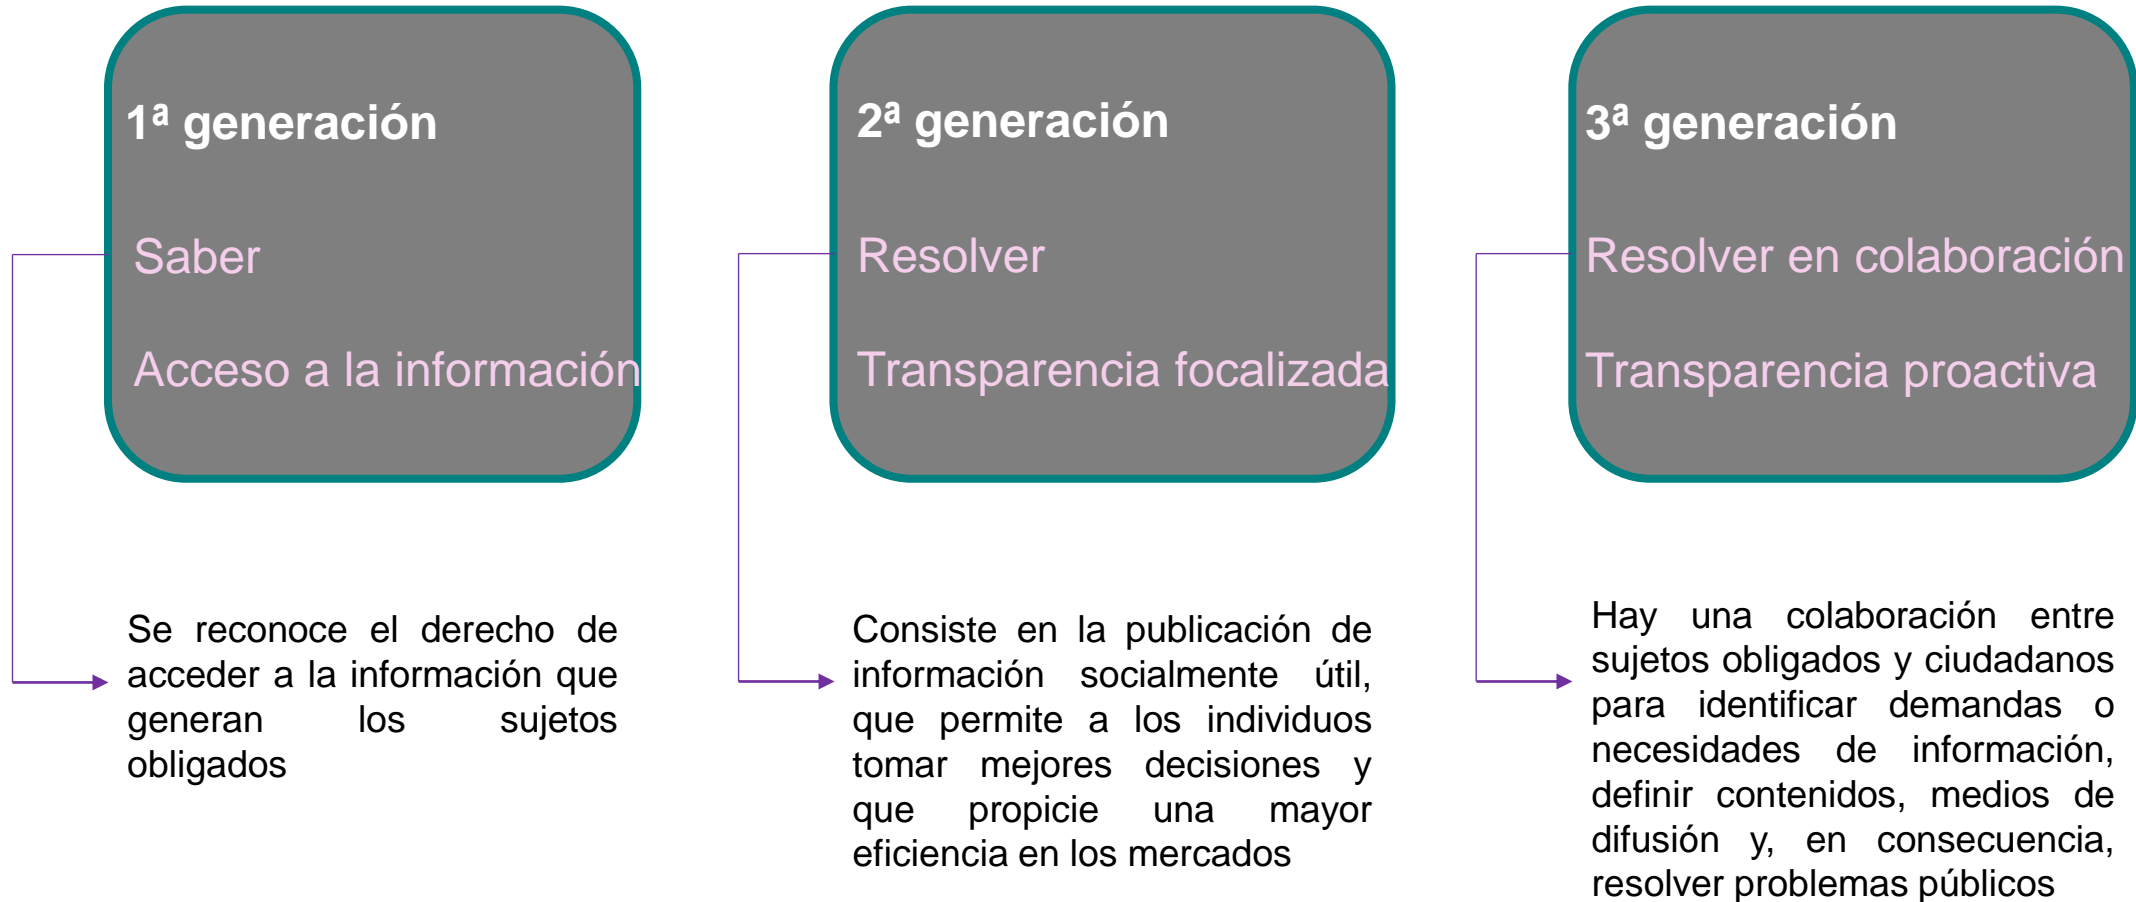 1ª generación
Saber
Acceso a la información
Se reconoce el derecho de
acceder a la información que
generan los sujetos
obligados
2ª generación
Resolver
Transparencia focalizada
Consiste en la publicación de
información socialmente útil,
que permite a los individuos
tomar mejores decisiones y
que propicie una mayor
eficiencia en los mercados
3ª generación
Resolver en colaboración
Transparencia proactiva
Hay una colaboración entre
sujetos obligados y ciudadanos
para identificar demandas o
necesidades de información,
definir contenidos, medios de
difusión y, en consecuencia,
resolver problemas públicos